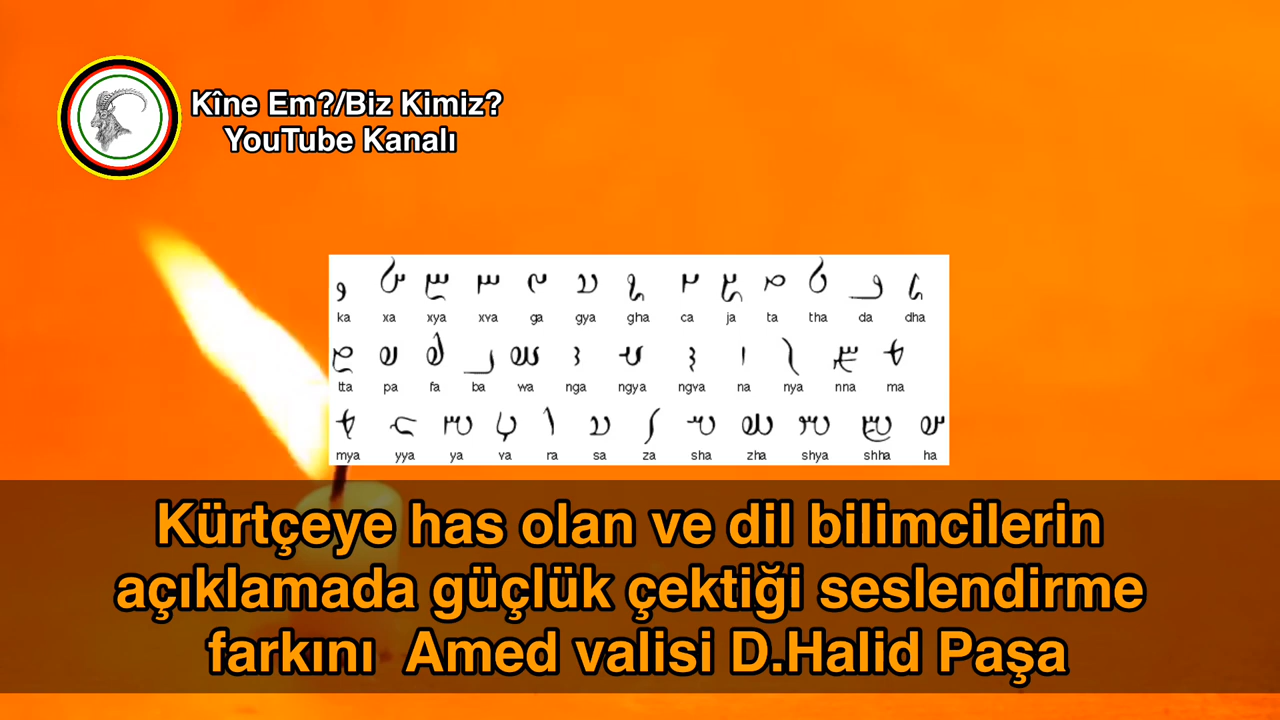 Kîne Em?/Biz Kimiz?
YouTube Kanalı
ka xa xya xva ga gya gha ca ja ta tha da dha
tta pa fa ba wa nga ngya ngva na nya nna ma
mya yya ya va ra sa za sha zha shya shha ha
Kürtçeye has olan ve dil bilimcilerin
açıklamada güçlük çektiği seslendirme
farkını Amed valisi D.Halid Paşa